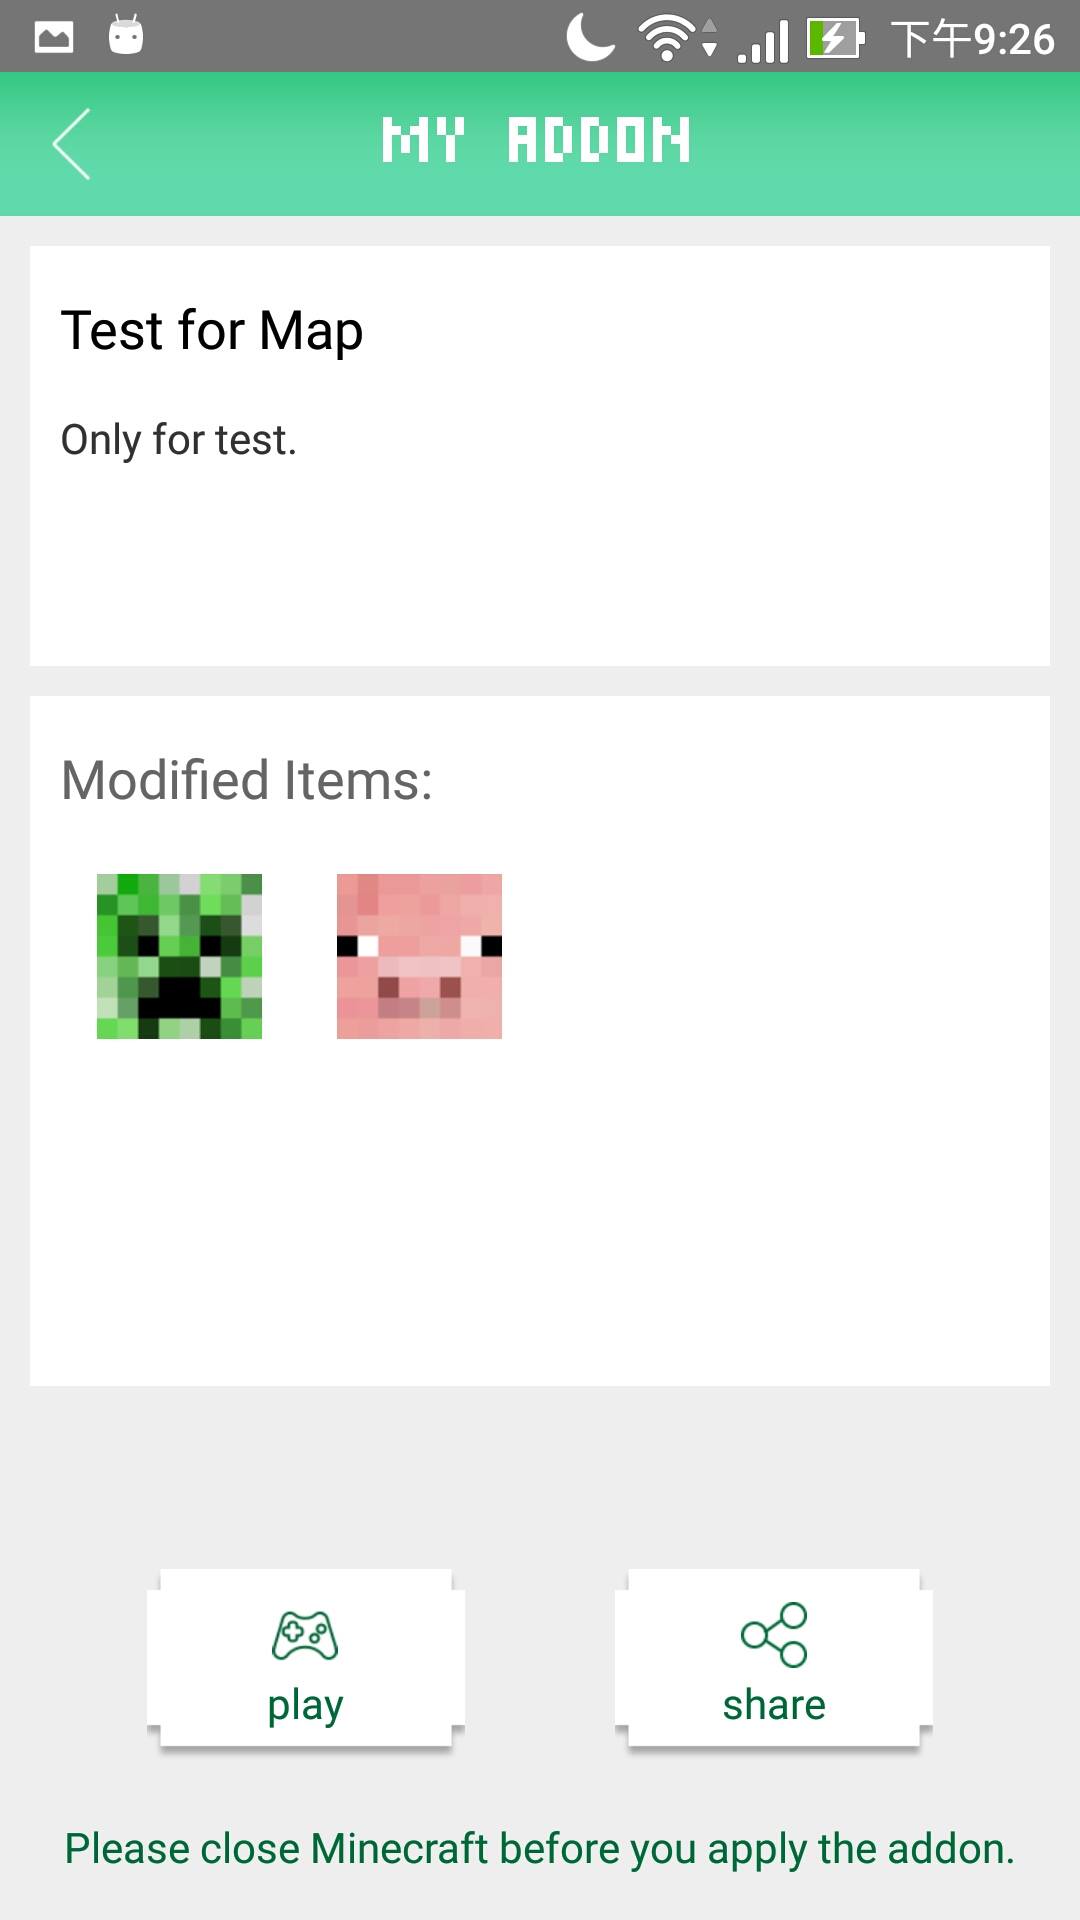 下午9:26
MY ADDON
Test for Map
Only for test.
Modified Items:
play
share
Please close Minecraft before you apply the addon.